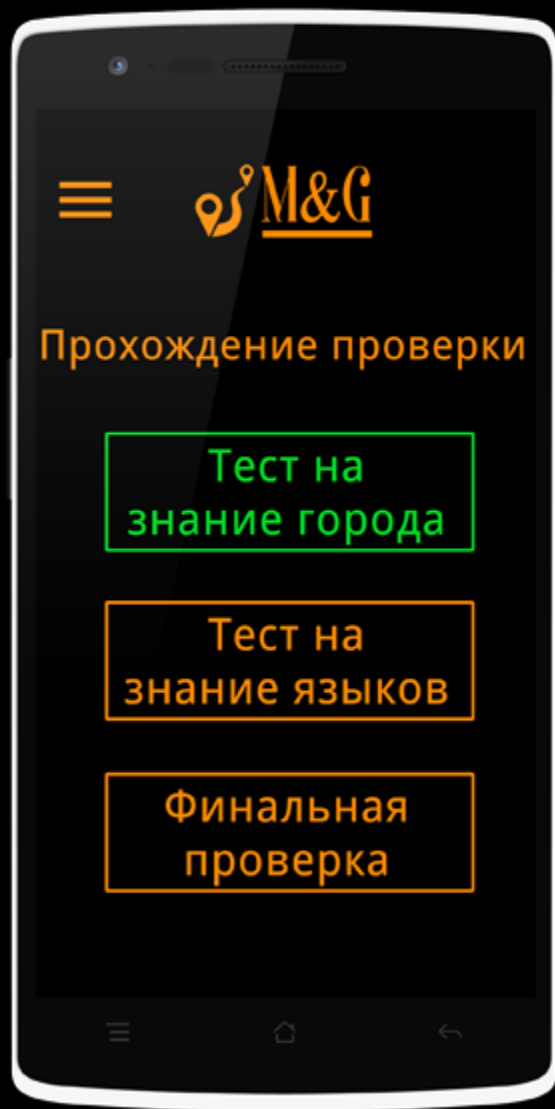 M&G
Прохождение проверки
Тест на
знание города
Тест на
знание языков
Финальная
проверка